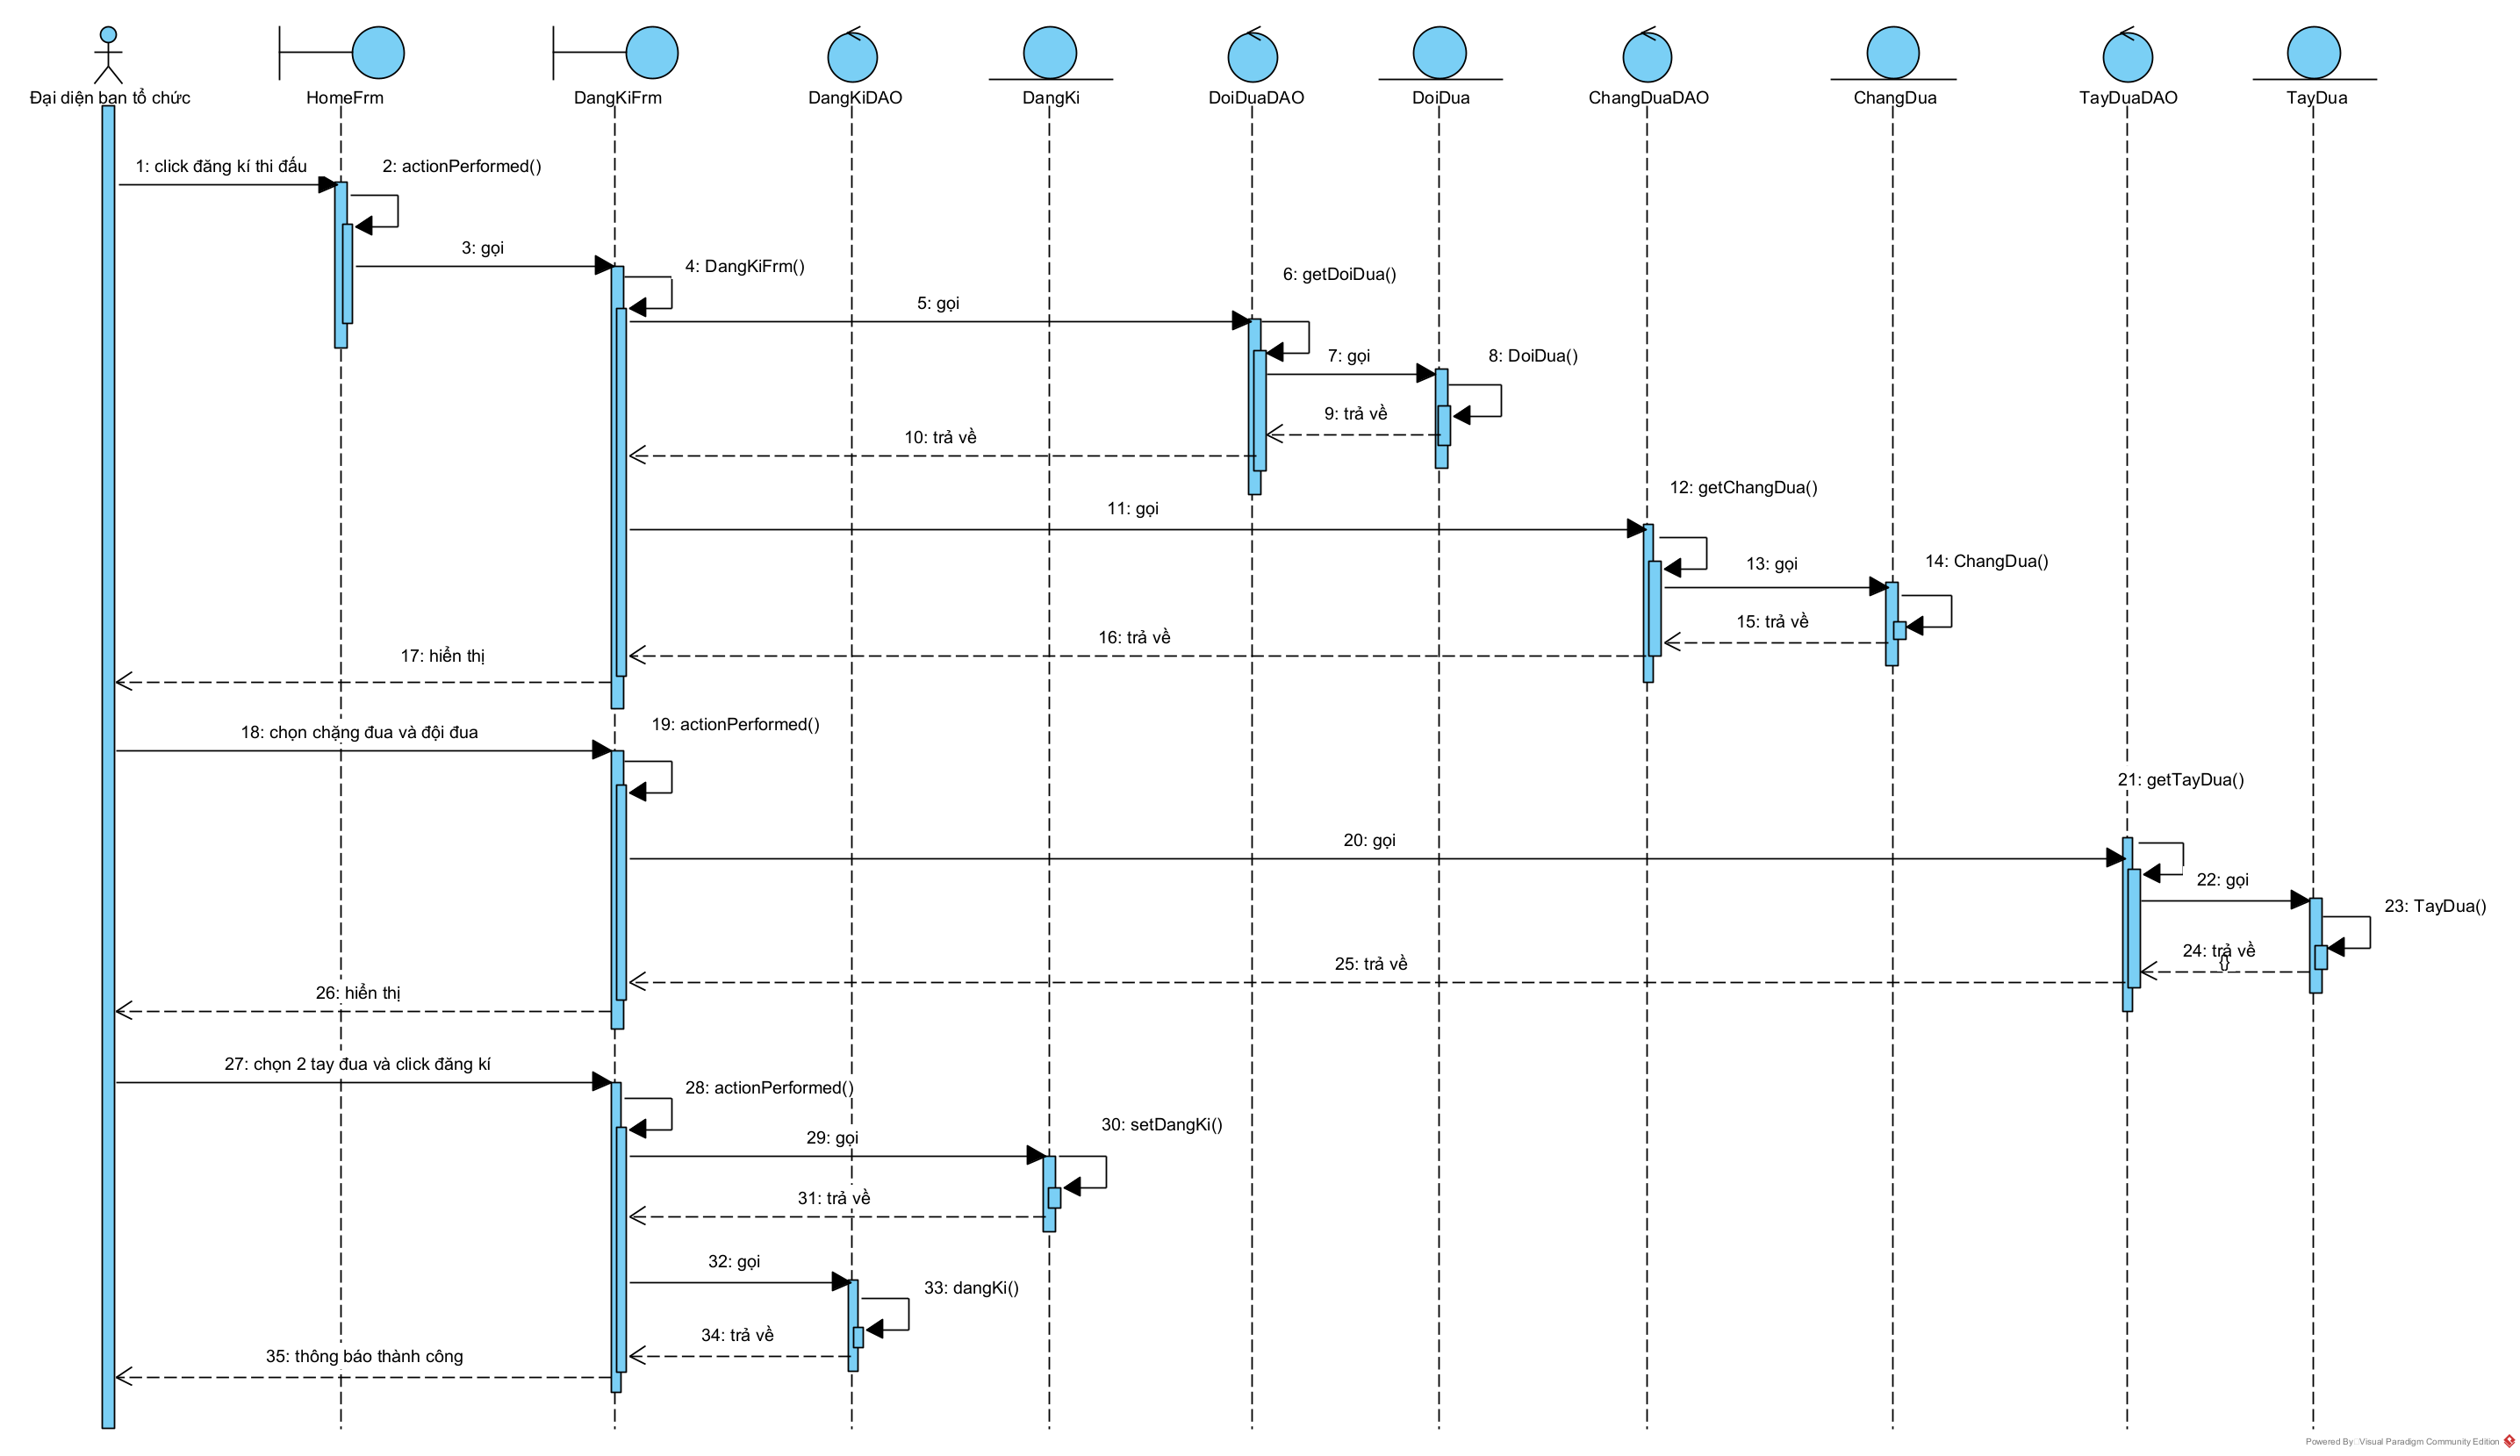 Đại diện ban tổ chức
HomeFrm
DangKiFrm
DangKiDAO
DangKi
DoiDuaDAO
DoiDua
ChangDuaDAO
ChangDua
TayDuaDAO
TayDua
1: click đăng kí thi đấu
2: actionPerformed()
3: gọi
4: DangKiFrm()
5: gọi
6: getDoiDua()
7: gọi
8: DoiDua()
9: trả về
10: trả về
11: gọi
12: getChangDua()
13: gọi
14: ChangDua()
15: trả về
16: trả về
17: hiển thị
18: chọn chặng đua và đội đua
19: actionPerformed()
20: gọi
21: getTayDua()
22: gọi
23: TayDua()
24: trả về
{}
25: trả về
26: hiển thị
27: chọn 2 tay đua và click đăng kí
28: actionPerformed()
29: gọi
30: setDangKi()
31: trả về
32: gọi
33: dangKi()
34: trả về
35: thông báo thành công
Powered By: Visual Paradigm Community Edition